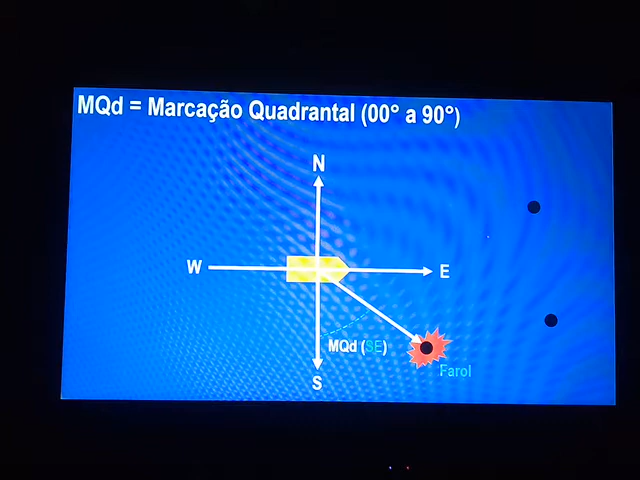 MQd = Marcação Quadrantal (00° a 90°)
N
W
E
MQd (SE)
Farol
S